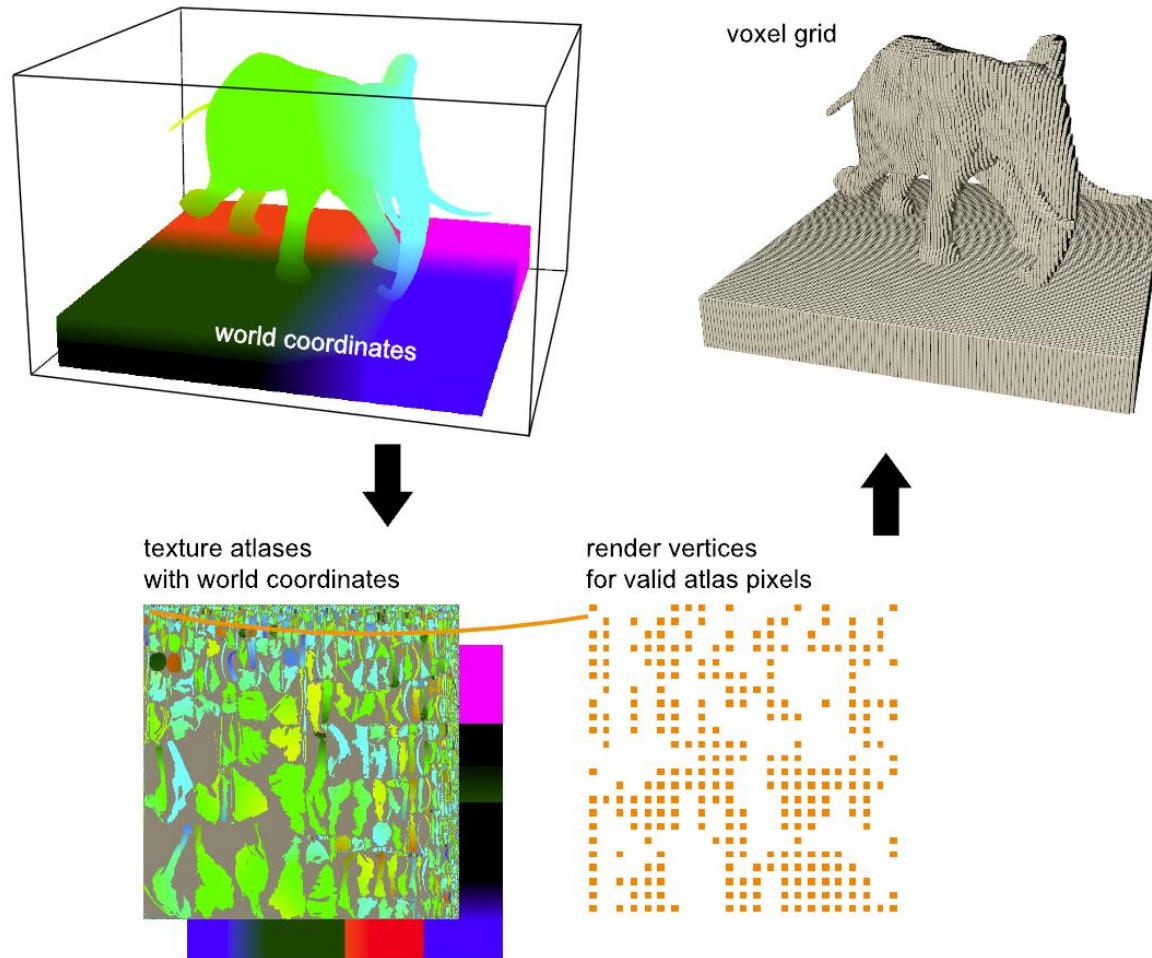 voxel grid
world coordinates
texture atlases
with world coordinates
render vertices
for valid atlas pixels